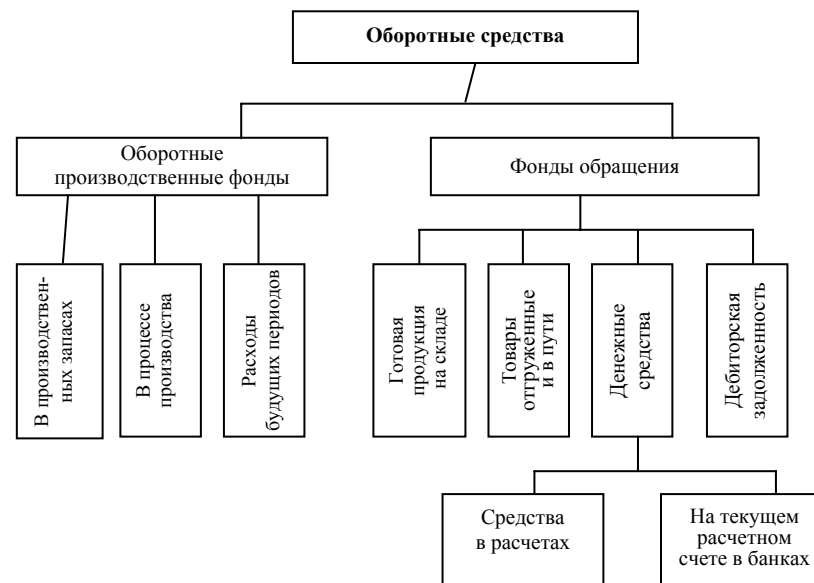 Оборотные средства
Оборотные
производственные фонды
Фонды обращения
В производствен-
ных запасах
В процессе
производства
Расходы
будущих периодов
Готовая
продукция
на складе
Товары
отгруженные
и в пути
Денежные
средства
Дебиторская
задолженность
Средства
в расчетах
На текущем
расчетном
счете в банках